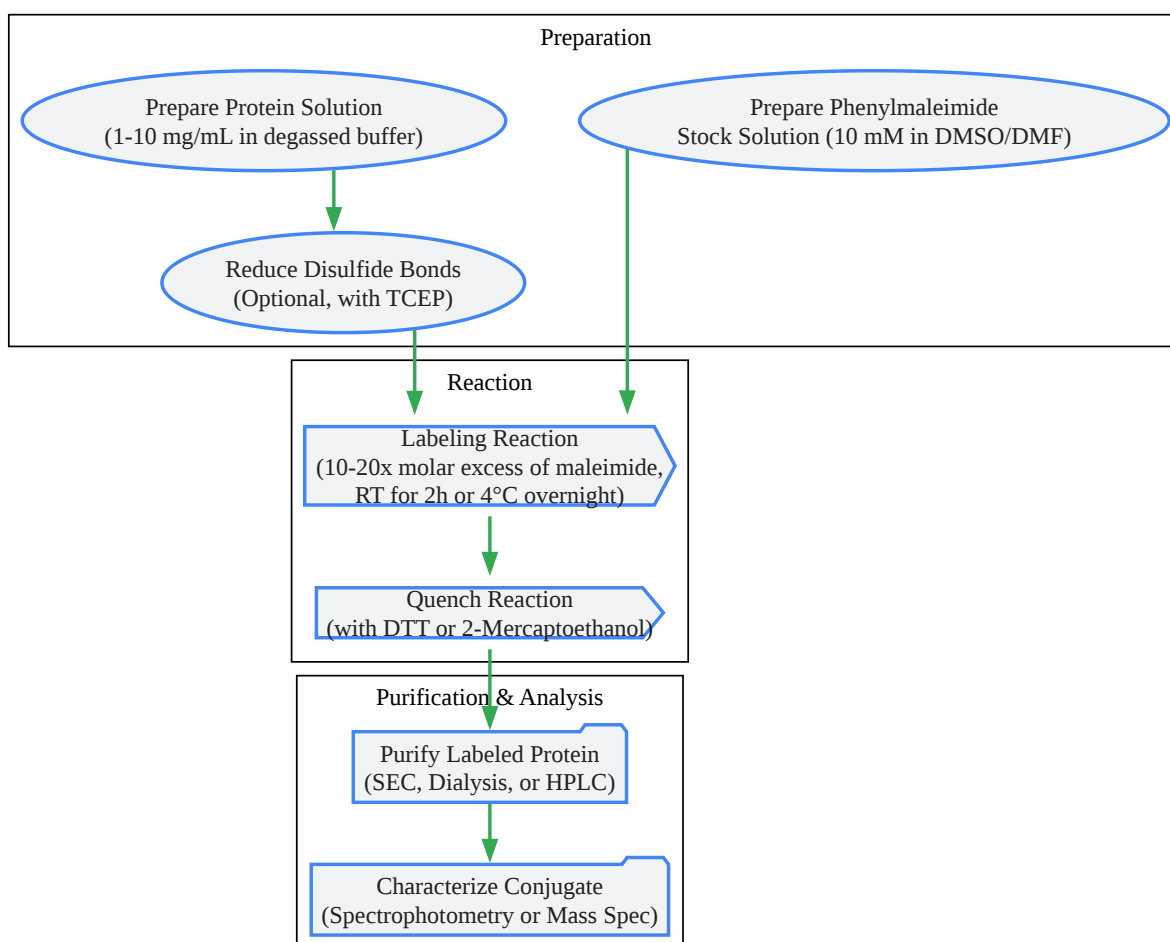 Preparation
Prepare Protein Solution
(1-10 mg/mL in degassed buffer)
Prepare Phenylmaleimide
Stock Solution (10 mM in DMSO/DMF)
Reduce Disulfide Bonds
(Optional, with TCEP)
Reaction
Labeling Reaction
(10-20x molar excess of maleimide,
RT for 2h or 4°C overnight)
Quench Reaction
(with DTT or 2-Mercaptoethanol)
Purification & Analysis
Purify Labeled Protein
(SEC, Dialysis, or HPLC)
Characterize Conjugate
(Spectrophotometry or Mass Spec)